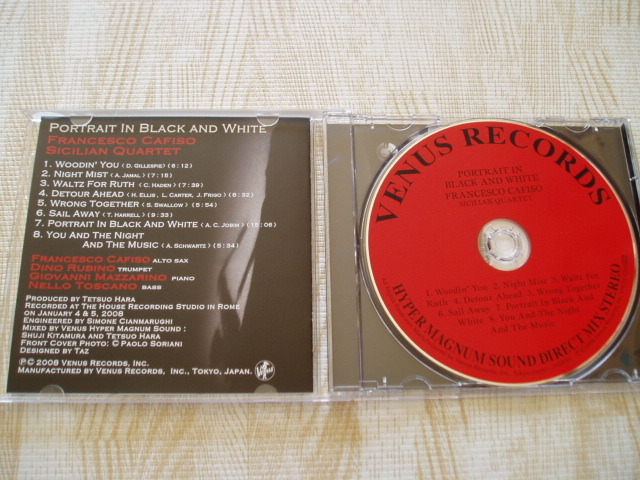 PORTRAIT IN BLACK AND WHITE
FRANCESCO CAFISO
SICILIAN QUARTET
1. WOODIN' YOU ( D. GILLESPIE) ( 6 : 12 )
2. NIGHT MIST ( A. JAMAL ) ( 7 : 18 )
3. WALTZ FOR RUTH ( C. HADEN ) ( 7 : 39 )
4. DETOUR AHEAD ( H. ELLIS , L. CARTER, J. FRIGO ) ( 8 : 32 )
5. WRONG TOGETHER ( S. SWALLOW ) ( 5 : 54 )
6. SAIL AWAY ( T. HARRELL ) ( 9 : 33 )
7. PORTRAIT IN BLACK AND WHITE ( A. C. JOBIM )
8. YOU AND THE NIGHT
AND THE MUSIC ( A. SCHWARTZ ) ( 5 : 34 )
FRANCESCO CAFISO ALTO SAX
DINO RUBINO TRUMPET
GIOVANNI MAZZARINO PIANO
NELLO TOSCANO BASS
PRODUCED BY TETSUO HARA
RECORDED AT THE HOUSE RECORDING STUDIO IN ROME
ON JANUARY 4 & 5, 2008
ENGINEERED BY SIMONE CIANMARUGHI
MIXED BY VENUS HYPER MAGNUM SOUND :
SHUJI KITAMURA AND TETSUO HARA
FRONT COVER PHOTO: © PAOLO SORIANI
DESIGNED BY TAZ
℗ © 2008 VENUS RECORDS, INC.
MANUFACTURED BY VENUS RECORDS, INC., TOKYO, JAPAN.
Venus
VENUS RECORDS
PORTRAIT IN
BLACK AND WHITE
FRANCESCO CAFISO
SICILIAN QUARTET
1. Woodin' You 2. Night Mist 3. Waltz For
Ruth 4. Detour Ahead 5. Wrong Together
6. Sail Away 7. Portrait In Black And
White 8. You And The Night
And The Music
HYPER MAGNUM SOUND DIRECT MIX STEREO